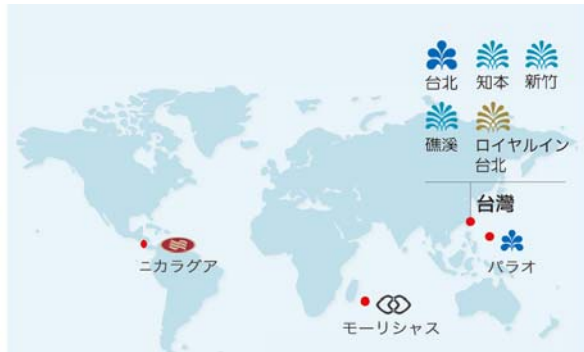 台北 知本 新竹
礁溪 ロイヤルイン
台北
台灣
パラオ
ニカラグア
モーリシャス